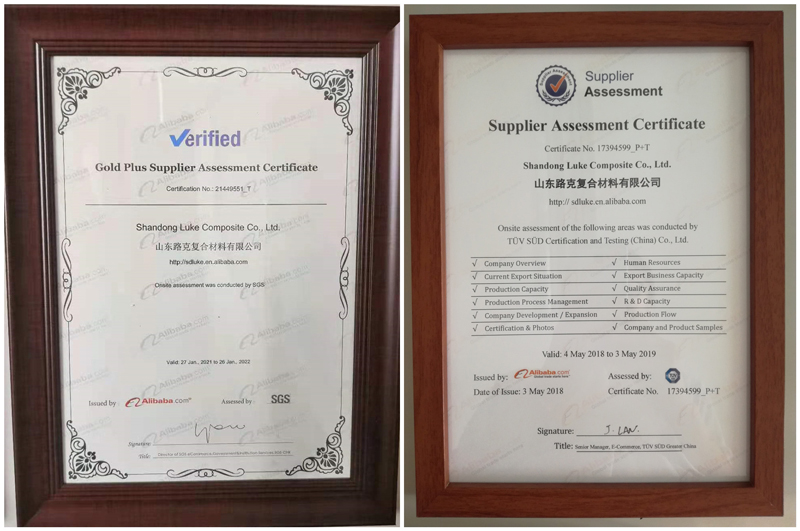 Verified
Gold Plus Supplier Assessment Certificate
Certification No.: 21449551_T
Shandong Luke Composite Co., Ltd.
山东路克复合材料有限公司
http://sdluke.en.alibaba.com
Onsite assessment was conducted by SGS
Valid: 27 Jan., 2021 to 26 Jan., 2022
Issued by: Alibaba.com Assessed by: SGS
Signature:
Title:
Supplier
Assessment
Supplier Assessment Certificate
Certificate No. 17394599_P+T
Shandong Luke Composite Co., Ltd.
山东路克复合材料有限公司
http:// sdluke.en.alibaba.com
Onsite assessment of the following areas was conducted by
TÜV SÜD Certification and Testing (China) Co., Ltd.
√ Company Overview √ Human Resources
√ Current Export Situation √ Export Business Capacity
√ Production Capacity √ Quality Assurance
√ Production Process Management √ R & D Capacity
√ Company Development / Expansion √ Production Flow
√ Certification & Photos √ Company and Product Samples
Valid: 4 May 2018 to 3 May 2019
Issued by: Alibaba.com Assessed by:
Global trade starts here.™
Date of Issue: 3 May 2018 Certificate No. 17394599_P+T
Signature: J. LAN.
Title: Senior Manager, E-Commerce, TÜV SÜD Greater China